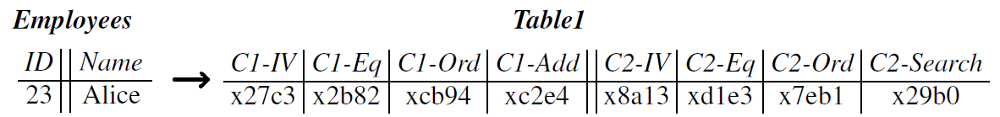 Employees Table1
ID Name → C1-IV C1-Eq C1-Ord C1-Add C2-IV C2-Eq C2-Ord C2-Search
23 Alice x27c3 x2b82 xcb94 xc2e4 x8a13 xd1e3 x7eb1 x29b0